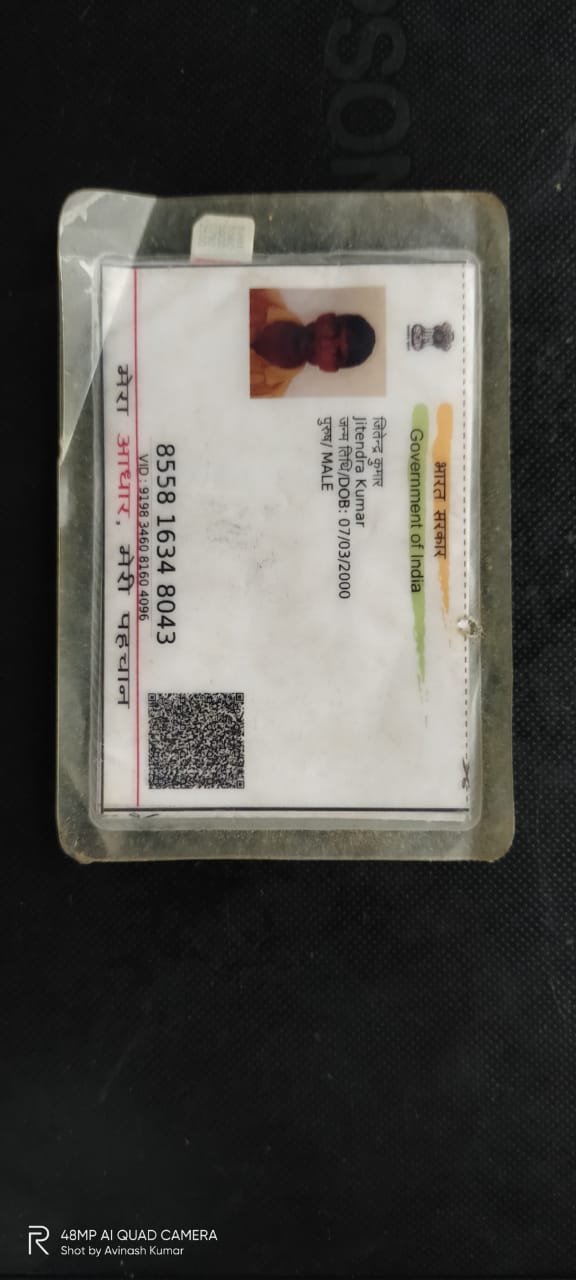 भारत सरकार
Government of India
जितेन्द्र कुमार
Jitendra Kumar
जन्म तिथि/DOB: 07/03/2000
पुरुष/ MALE
8558 1634 8043
VID : 9198 3460 8160 4096
मेरा आधार, मेरी पहचान
48MP AI QUAD CAMERA
Shot by Avinash Kumar